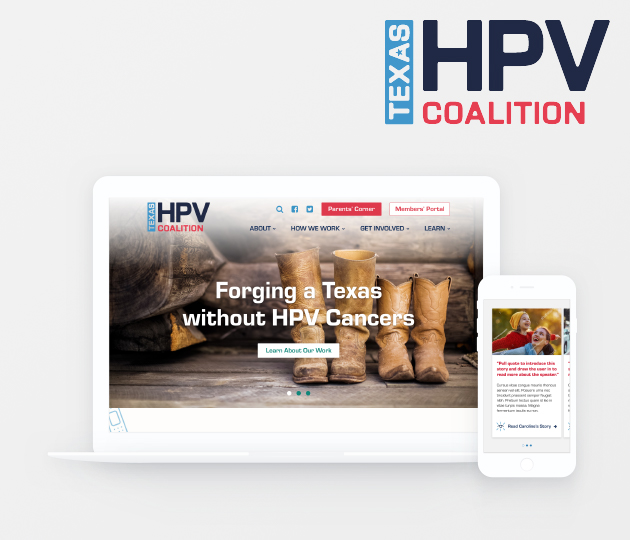 TEXAS
HPV
COALITION
TEXAS
HPV
COALITION
Parents' Corner
Members' Portal
ABOUT
HOW WE WORK
GET INVOLVED
LEARN
Forging a Texas
without HPV Cancers
Learn About Our Work
"Pull quote to introduce this
story and draw the user in to
read more about the speaker."
Read Caroline's Story